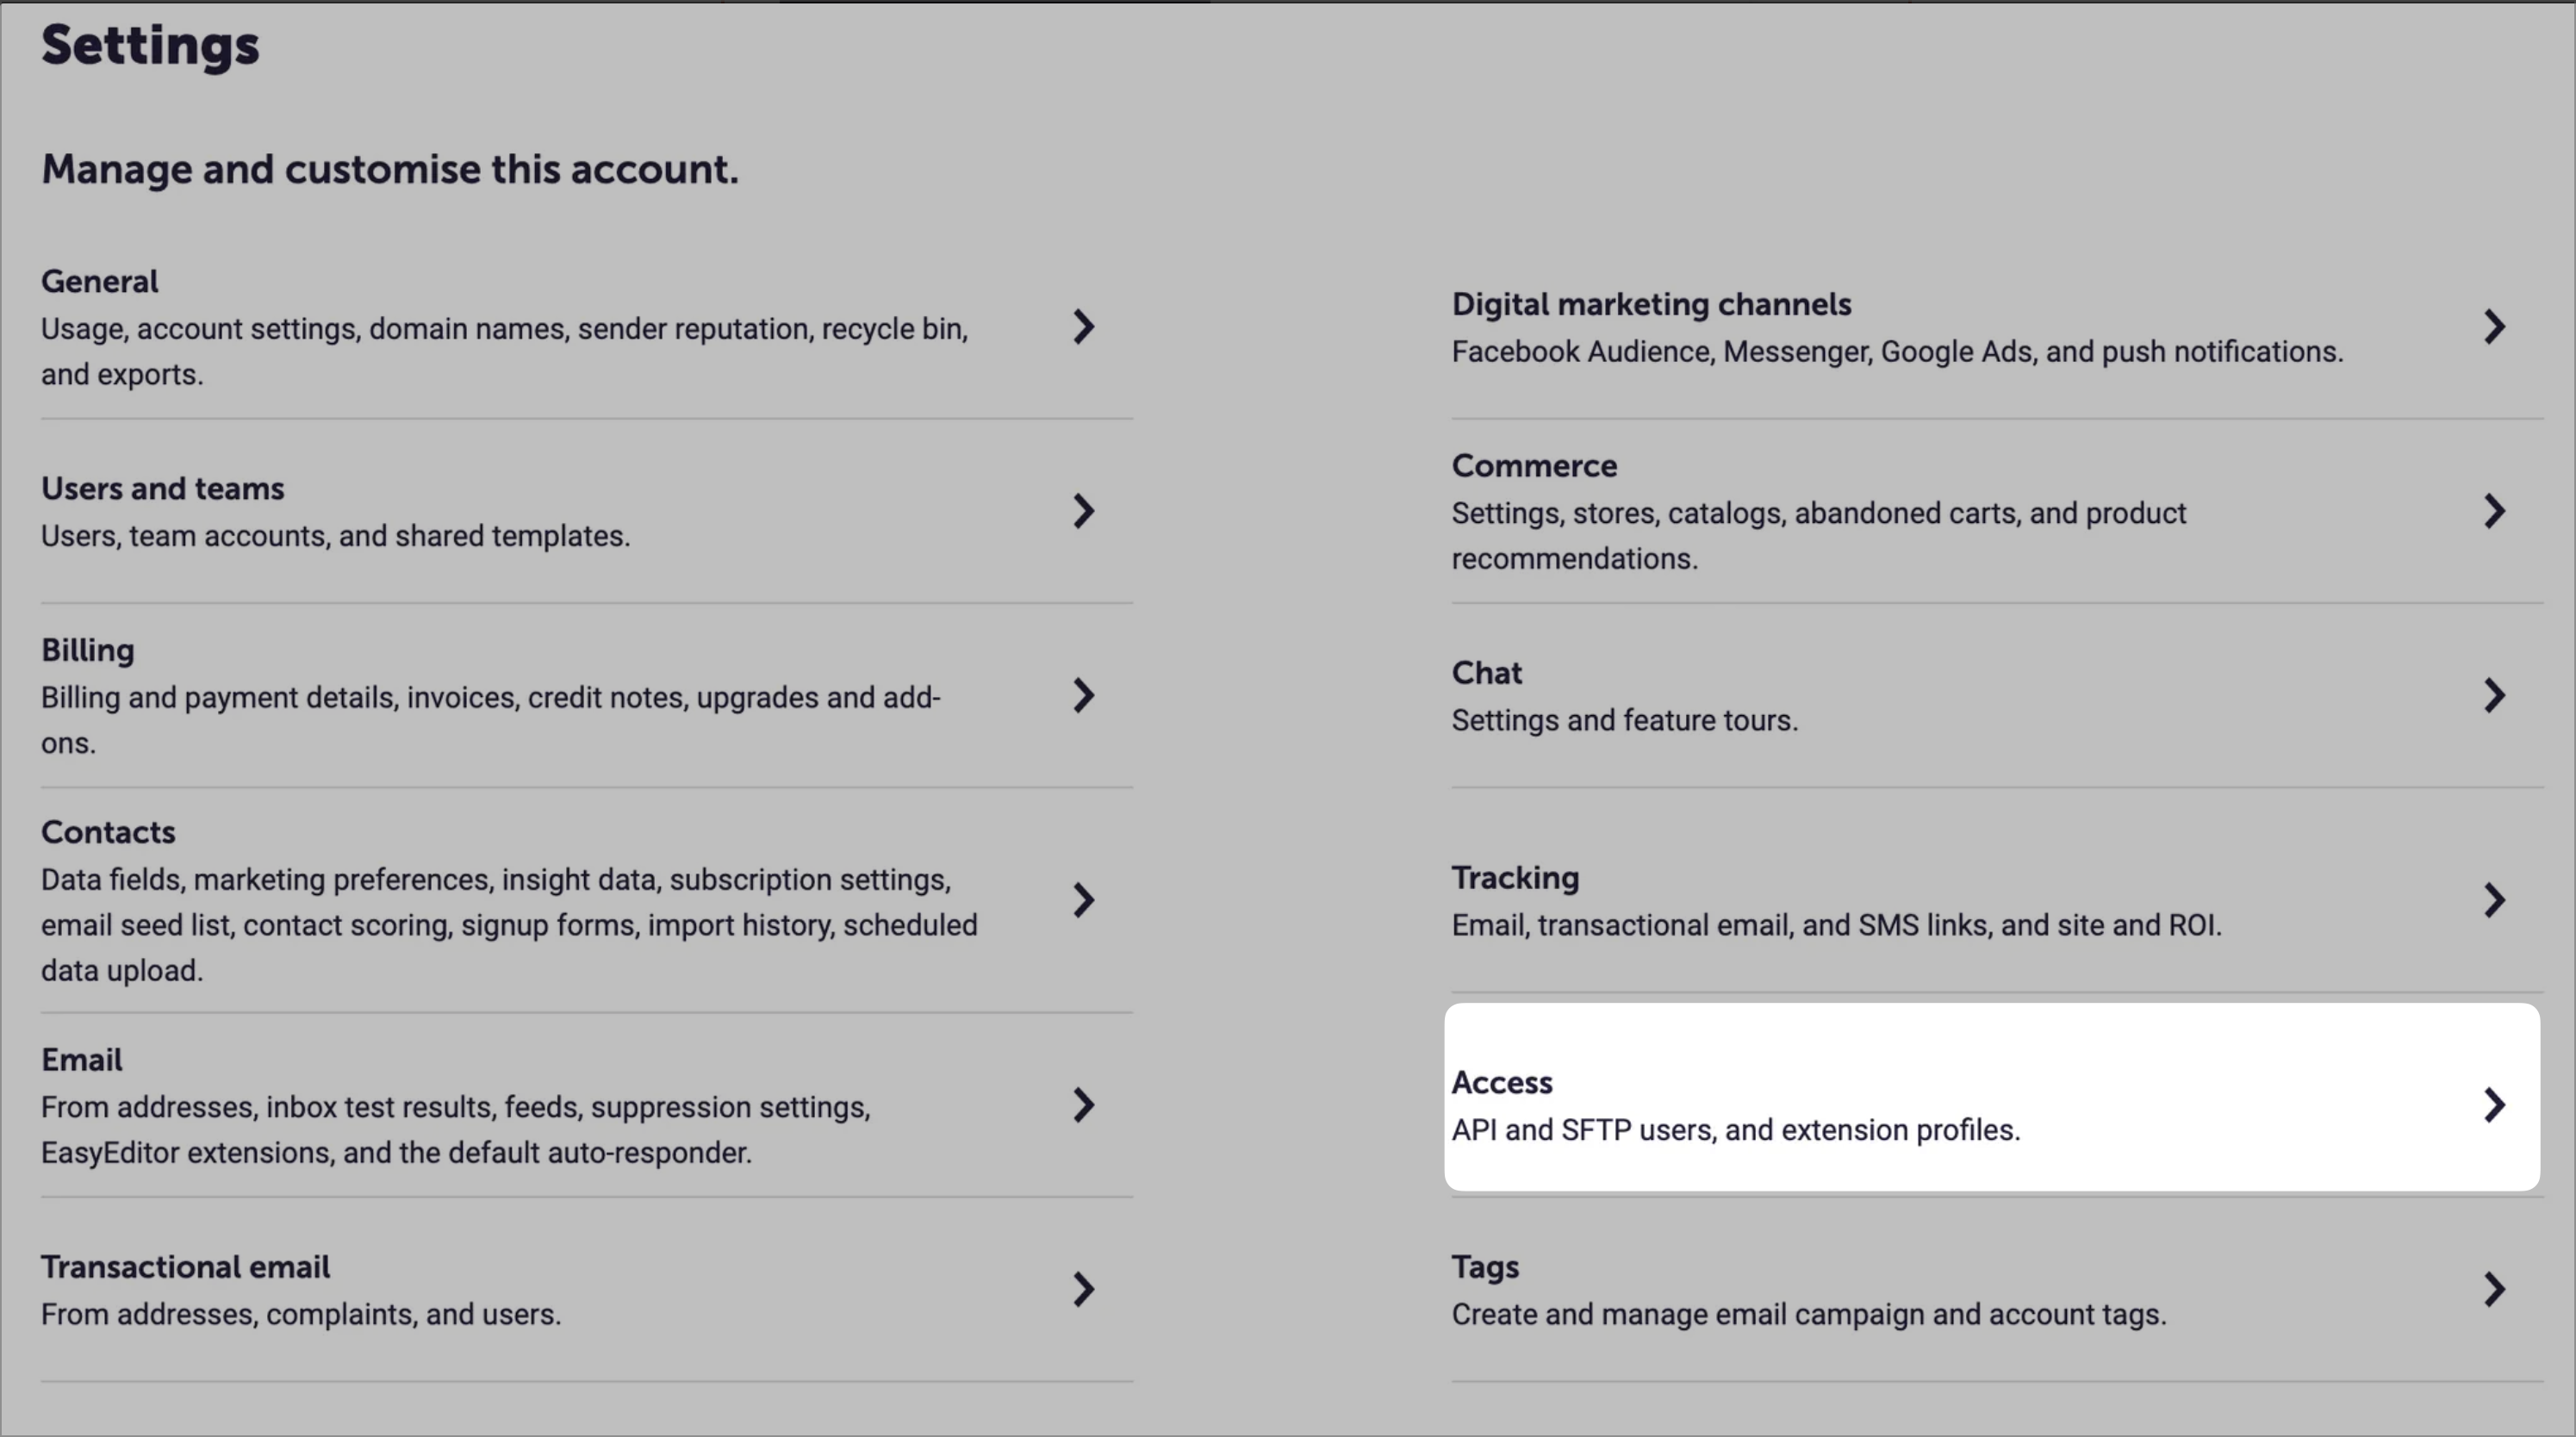 Settings
Manage and customise this account.
General
Usage, account settings, domain names, sender reputation, recycle bin,
and exports.
Users and teams
Users, team accounts, and shared templates.
Billing
Billing and payment details, invoices, credit notes, upgrades and add-
ons.
Contacts
Data fields, marketing preferences, insight data, subscription settings,
email seed list, contact scoring, signup forms, import history, scheduled
data upload.
Email
From addresses, inbox test results, feeds, suppression settings,
EasyEditor extensions, and the default auto-responder.
Transactional email
From addresses, complaints, and users.
Digital marketing channels
Facebook Audience, Messenger, Google Ads, and push notifications.
Commerce
Settings, stores, catalogs, abandoned carts, and product
recommendations.
Chat
Settings and feature tours.
Tracking
Email, transactional email, and SMS links, and site and ROI.
Access
API and SFTP users, and extension profiles.
Tags
Create and manage email campaign and account tags.